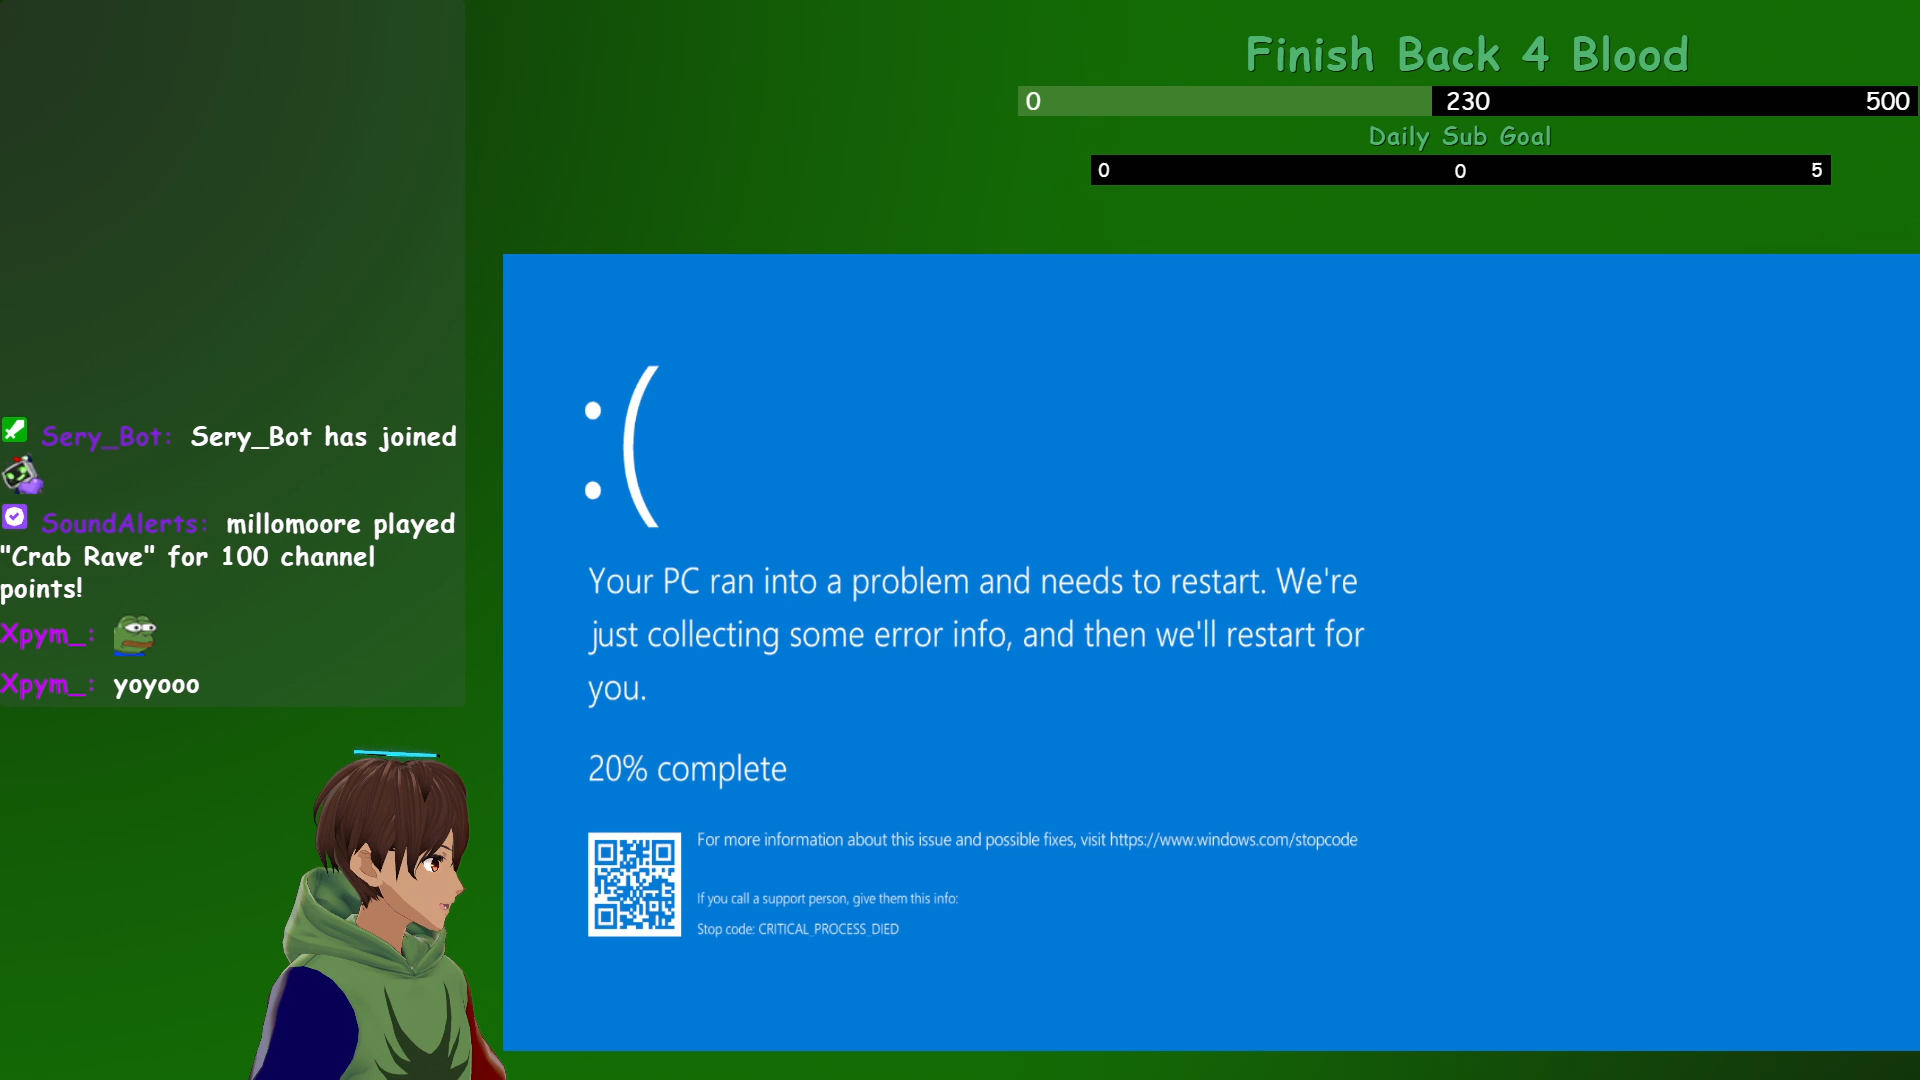 Finish Back 4 Blood
0 230 500
Daily Sub Goal
0 0 5
Sery_Bot: Sery_Bot has joined
SoundAlerts: millomoore played
"Crab Rave" for 100 channel
points!
Xpym_:
Xpym_: yoyooo
:(
Your PC ran into a problem and needs to restart. We're
just collecting some error info, and then we'll restart for
you.
20% complete
For more information about this issue and possible fixes, visit https://www.windows.com/stopcode
If you call a support person, give them this info:
Stop code: CRITICAL_PROCESS_DIED